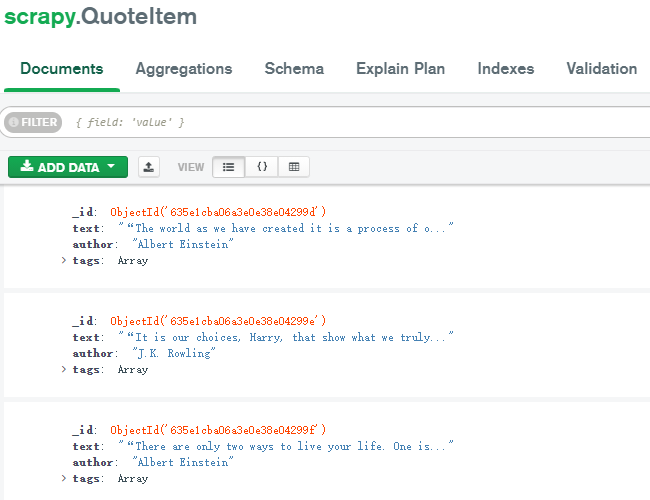 scrapy.QuoteItem
Documents Aggregations Schema Explain Plan Indexes Validation
FILTER { field: 'value' }
ADD DATA VIEW { }
_id: ObjectId('635e1cba06a3e0e38e04299d')
text: "“The world as we have created it is a process of o..."
author: "Albert Einstein"
> tags: Array
_id: ObjectId('635e1cba06a3e0e38e04299e')
text: "“It is our choices, Harry, that show what we truly..."
author: "J.K. Rowling"
> tags: Array
_id: ObjectId('635e1cba06a3e0e38e04299f')
text: "“There are only two ways to live your life. One is..."
author: "Albert Einstein"
> tags: Array